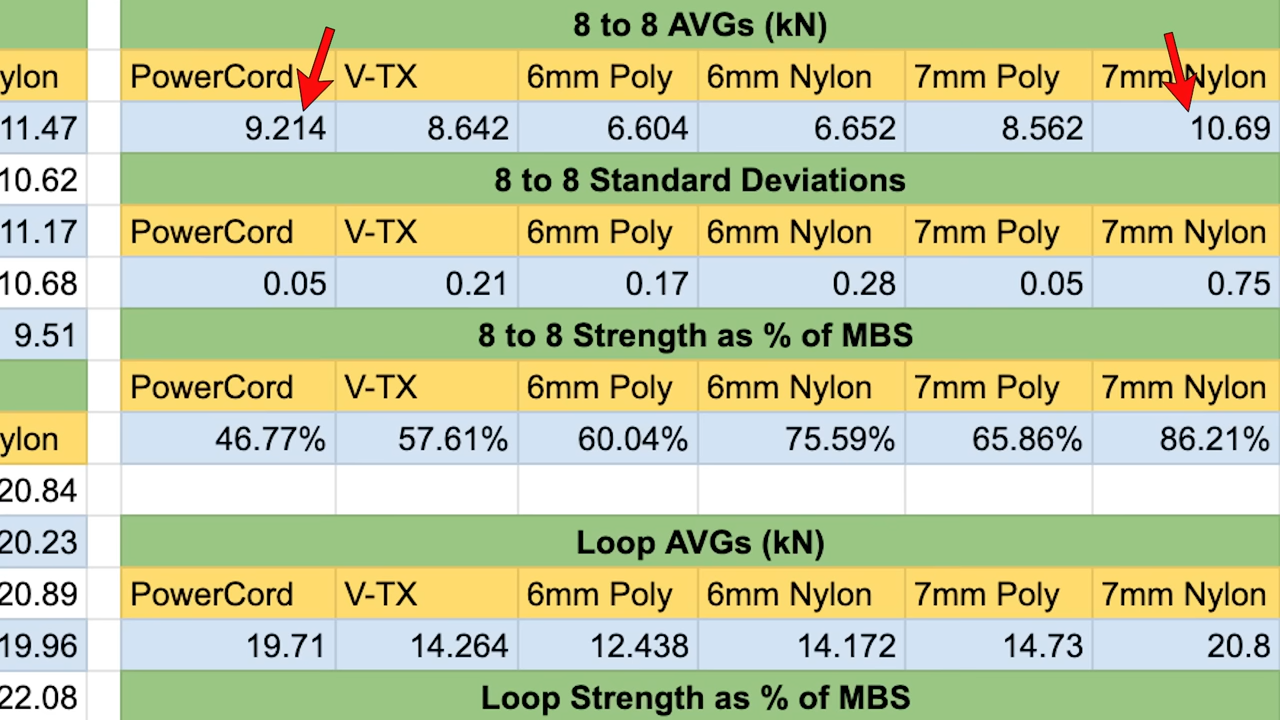 8 to 8 AVGs (kN)
ylon PowerCord V-TX 6mm Poly 6mm Nylon 7mm Poly 7mm Nylon
11.47 9.214 8.642 6.604 6.652 8.562 10.69
10.62 8 to 8 Standard Deviations
11.17 PowerCord V-TX 6mm Poly 6mm Nylon 7mm Poly 7mm Nylon
10.68 0.05 0.21 0.17 0.28 0.05 0.75
9.51 8 to 8 Strength as % of MBS
PowerCord V-TX 6mm Poly 6mm Nylon 7mm Poly 7mm Nylon
ylon 46.77% 57.61% 60.04% 75.59% 65.86% 86.21%
20.84
20.23 Loop AVGs (kN)
20.89 PowerCord V-TX 6mm Poly 6mm Nylon 7mm Poly 7mm Nylon
19.96 19.71 14.264 12.438 14.172 14.73 20.8
22.08 Loop Strength as % of MBS